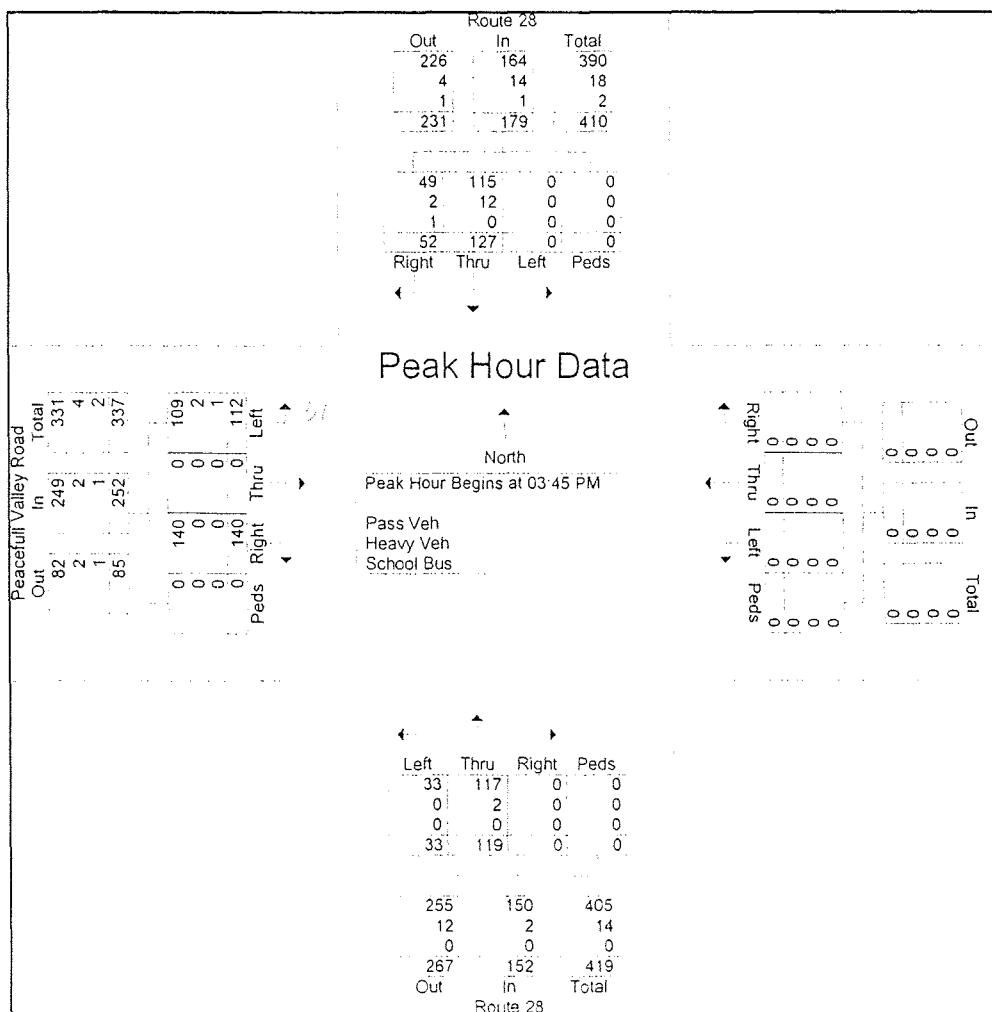 Route 28
Out In Total
226 164 390
4 14 18
1 1 2
231 179 410
49 115 0 0
2 12 0 0
1 0 0 0
52 127 0 0
Right Thru Left Peds
Peak Hour Data
North
Peak Hour Begins at 03:45 PM
Pass Veh
Heavy Veh
School Bus
Peacefull Valley Road
Out In Total
82 249 331
2 2 4
1 1 2
85 252 337
Peds Right Thru Left
0 140 0 109
0 0 0 2
0 0 0 1
0 140 0 112
Out In Total
0 0 0
0 0 0
0 0 0
0 0 0
Right Thru Left Peds
0 0 0 0
0 0 0 0
0 0 0 0
0 0 0 0
Left Thru Right Peds
33 117 0 0
0 2 0 0
0 0 0 0
33 119 0 0
255 150 405
12 2 14
0 0 0
267 152 419
Out In Total
Route 28